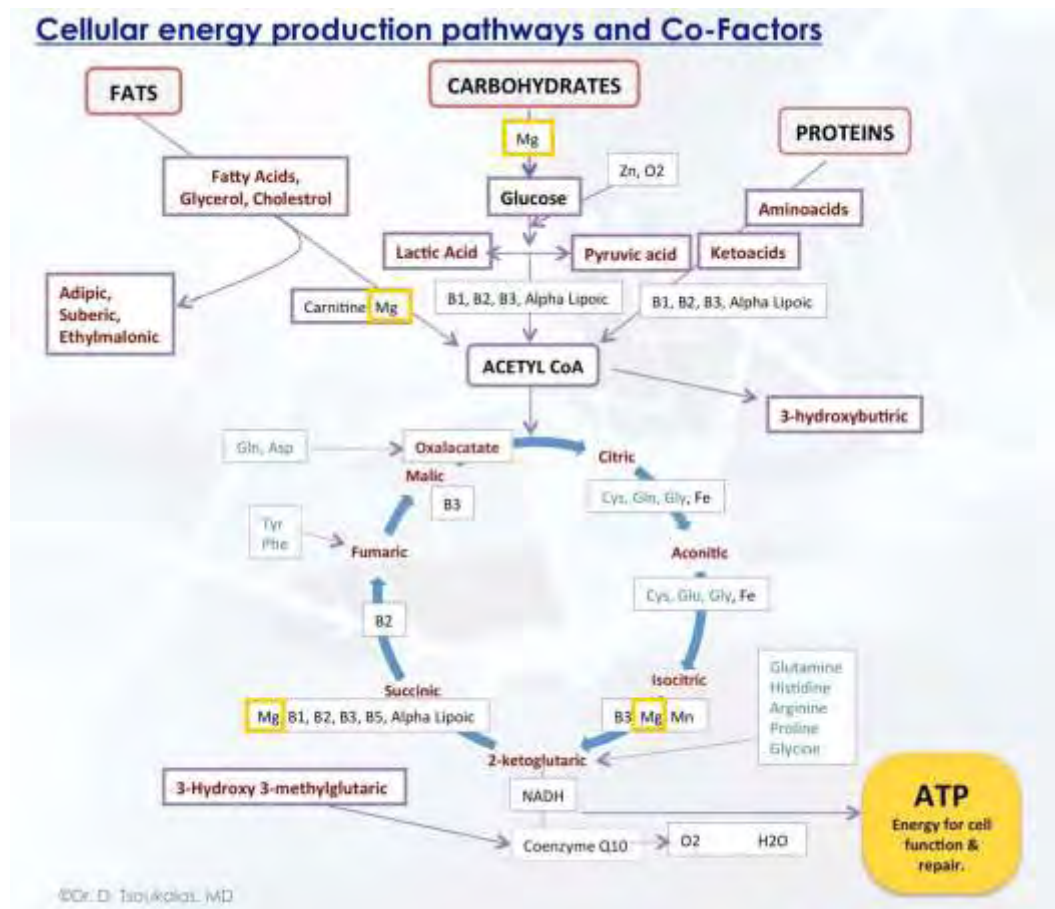 Cellular energy production pathways and Co-Factors
FATS
CARBOHYDRATES
PROTEINS
Mg
Zn, O2
Fatty Acids,
Glycerol, Cholestrol
Glucose
Aminoacids
Lactic Acid
Pyruvic acid
Ketoacids
Adipic,
Suberic,
Ethylmalonic
Carnitine Mg
B1, B2, B3, Alpha Lipoic
B1, B2, B3, Alpha Lipoic
ACETYL CoA
3-hydroxybutiric
Gln, Asp
Oxalacatate
Citric
Malic
B3
Cys, Gln, Gly, Fe
Tyr
Phe
Fumaric
Aconitic
Cys, Glu, Gly, Fe
B2
Isocitric
Glutamine
Histidine
Arginine
Proline
Glycine
Succinic
Mg B1, B2, B3, B5, Alpha Lipoic
B3 Mg Mn
2-ketoglutaric
3-Hydroxy 3-methylglutaric
NADH
ATP
Energy for cell
function &
repair.
Coenzyme Q10
O2 H2O
©Dr. D. Tsoukalas, MD